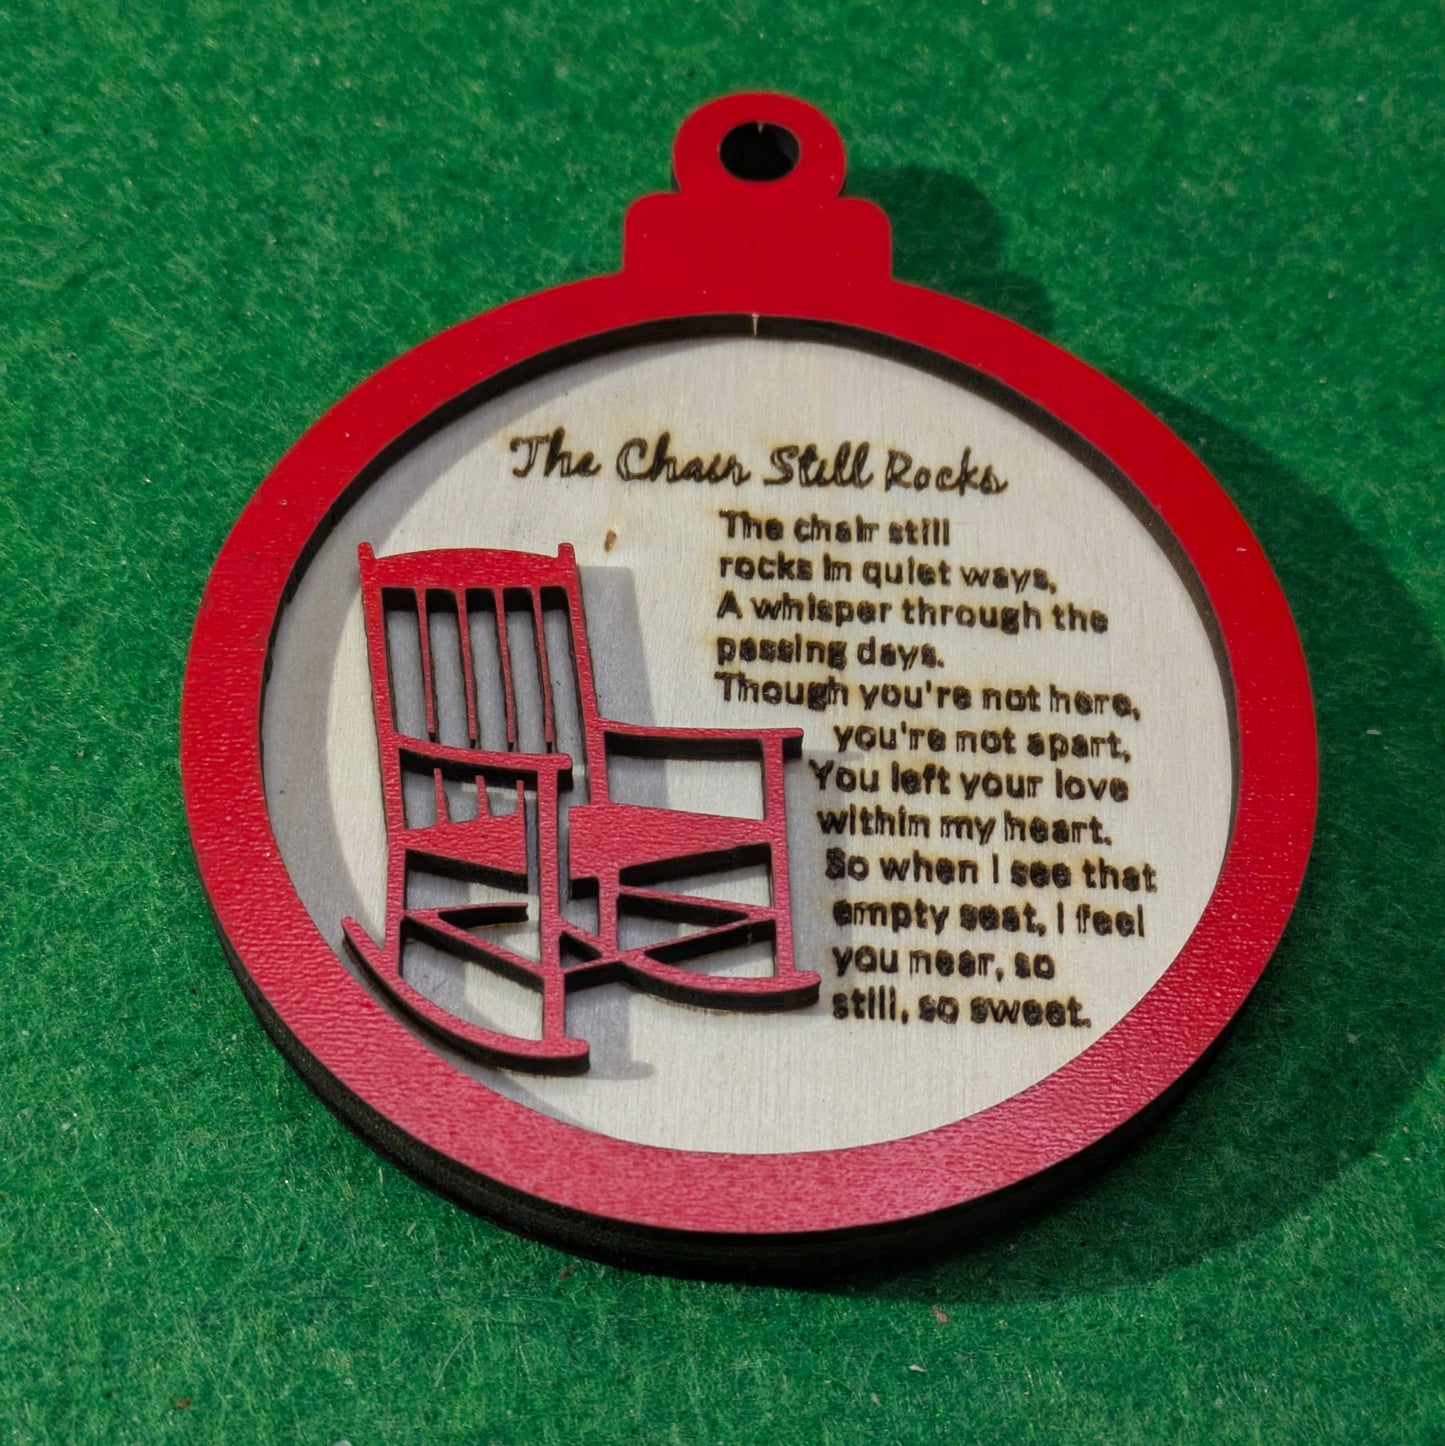 The Chair Still Rocks
The chair still
rocks in quiet ways,
A whisper through the
passing days.
Though you're not here,
you're not apart,
You left your love
within my heart.
So when I see that
empty seat, I feel
you near, so
still, so sweet.